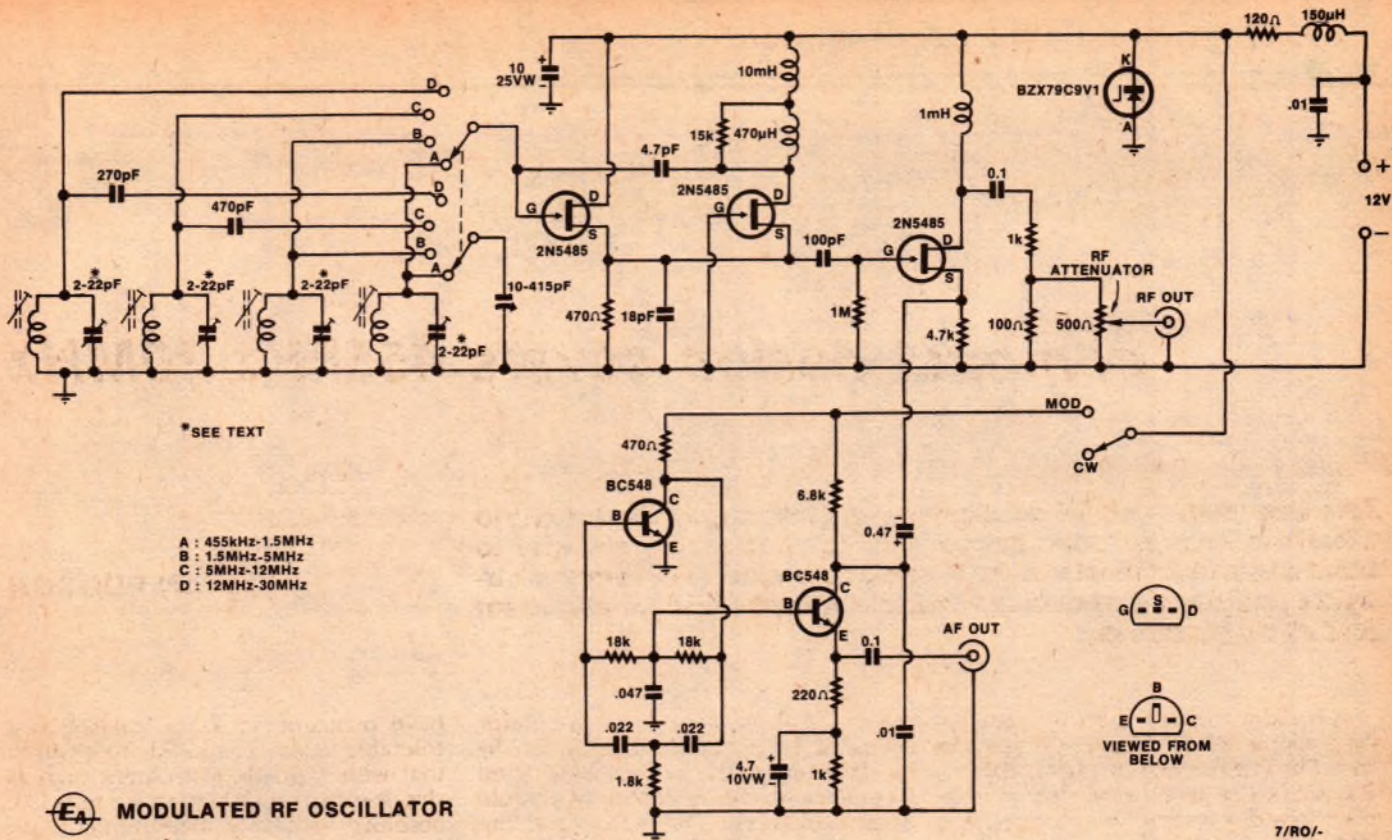 120Ω
150µH
10
25VW
+
-
10mH
K
BZX79C9V1
A
.01
+
12V
-
D
C
B
A
15k
470µH
1mH
4.7pF
270pF
D
470pF
C
B
A
G
D
S
2N5485
2N5485
G
D
S
100pF
0.1
1k
G
D
S
2N5485
RF
ATTENUATOR
RF OUT
*
2-22pF
*
2-22pF
*
2-22pF
2-22pF
*
10-415pF
470Ω
18pF
1M
4.7k
100Ω
500Ω
*SEE TEXT
MOD
CW
470Ω
BC548
B
C
E
6.8k
0.47
+
A : 455kHz-1.5MHz
B : 1.5MHz-5MHz
C : 5MHz-12MHz
D : 12MHz-30MHz
BC548
B
C
E
0.1
AF OUT
18k
18k
.047
.022
.022
1.8k
220Ω
4.7
10VW
+
1k
.01
G
S
D
B
E
C
VIEWED FROM
BELOW
EA MODULATED RF OSCILLATOR
7/RO/-